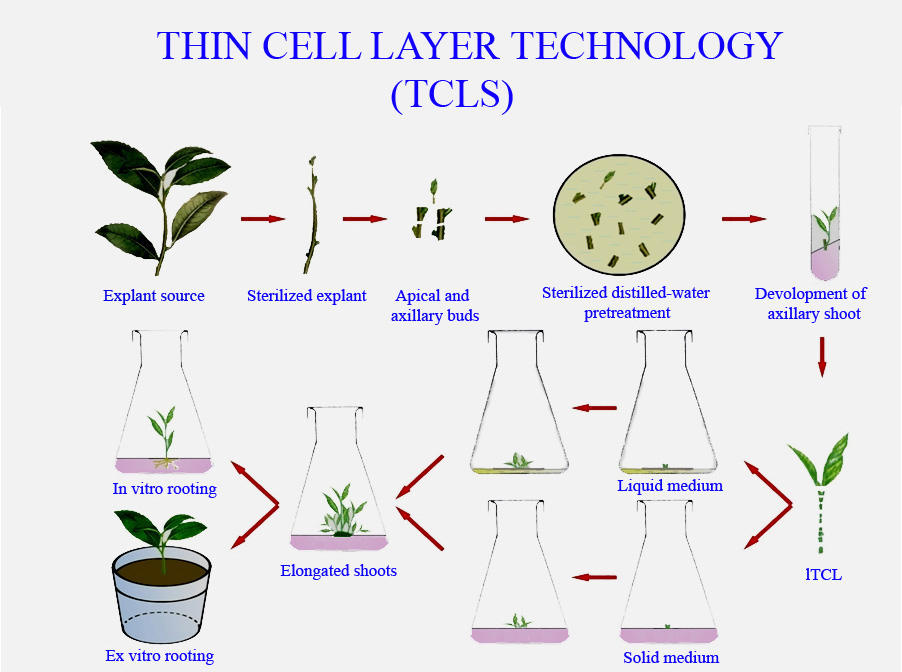 THIN CELL LAYER TECHNOLOGY
(TCLS)
Explant source
Sterilized explant
Apical and
axillary buds
Sterilized distilled-water
pretreatment
Devolopment of
axillary shoot
In vitro rooting
Liquid medium
Elongated shoots
lTCL
Ex vitro rooting
Solid medium